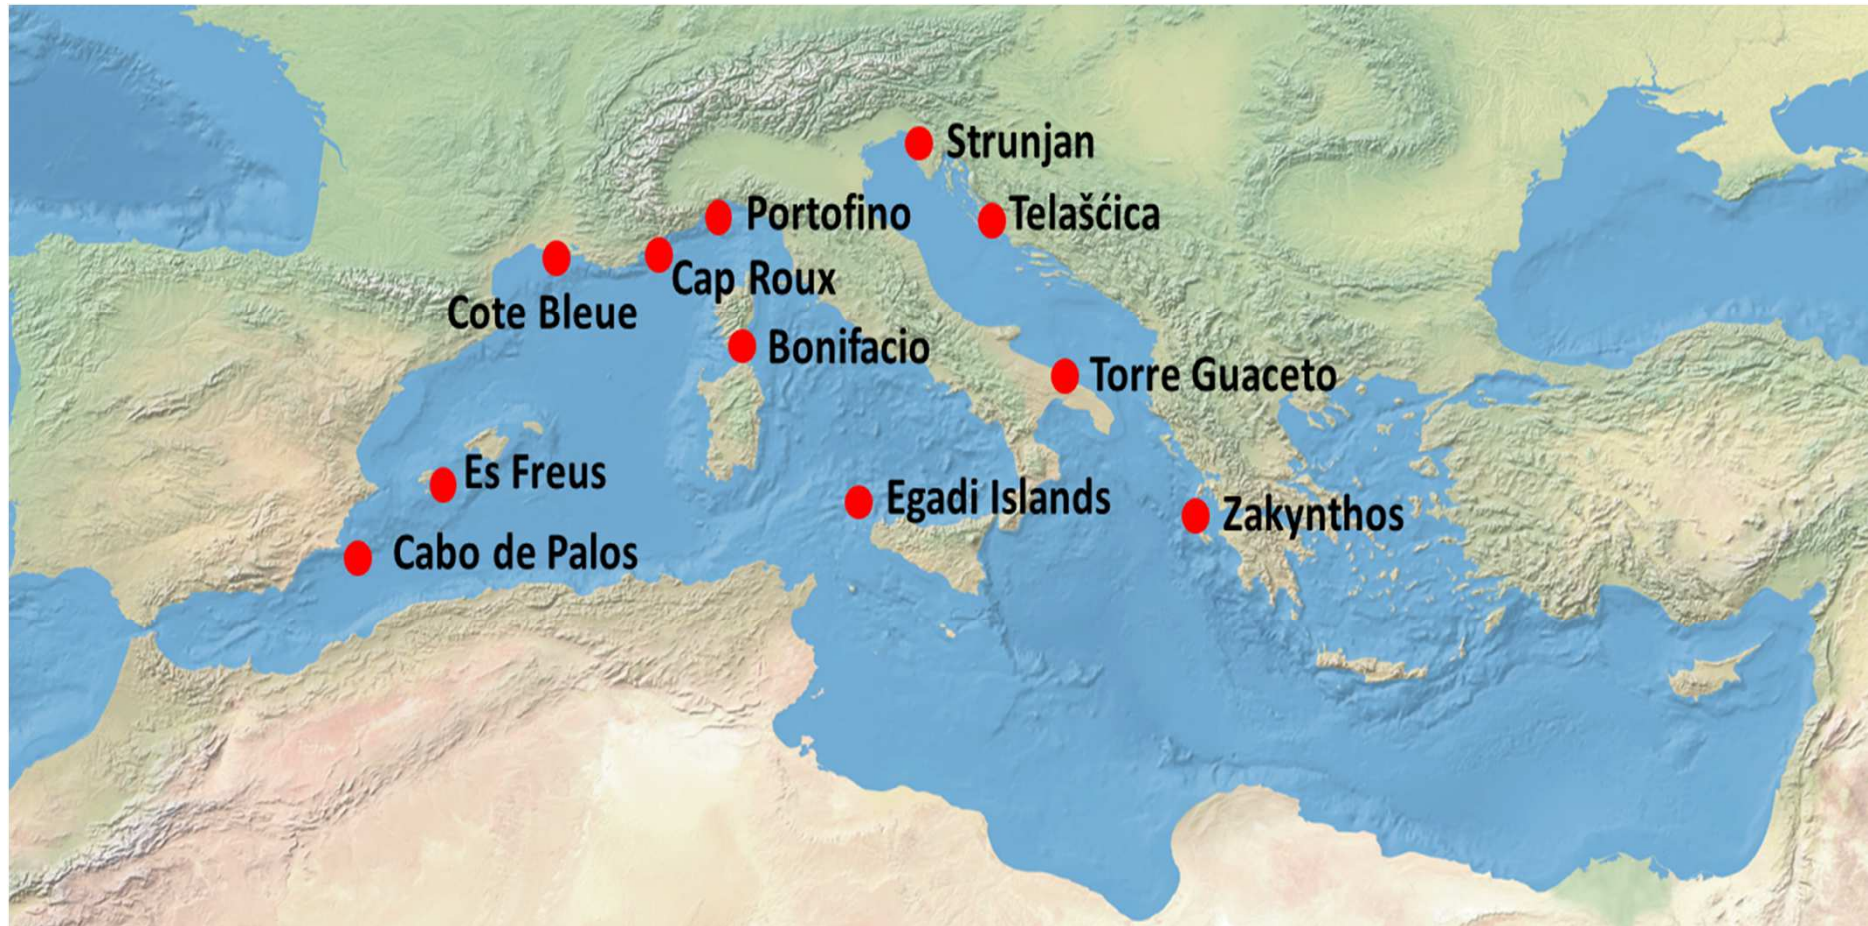 Strunjan
Portofino
Telašćica
Cap Roux
Cote Bleue
Bonifacio
Torre Guaceto
Es Freus
Egadi Islands
Zakynthos
Cabo de Palos